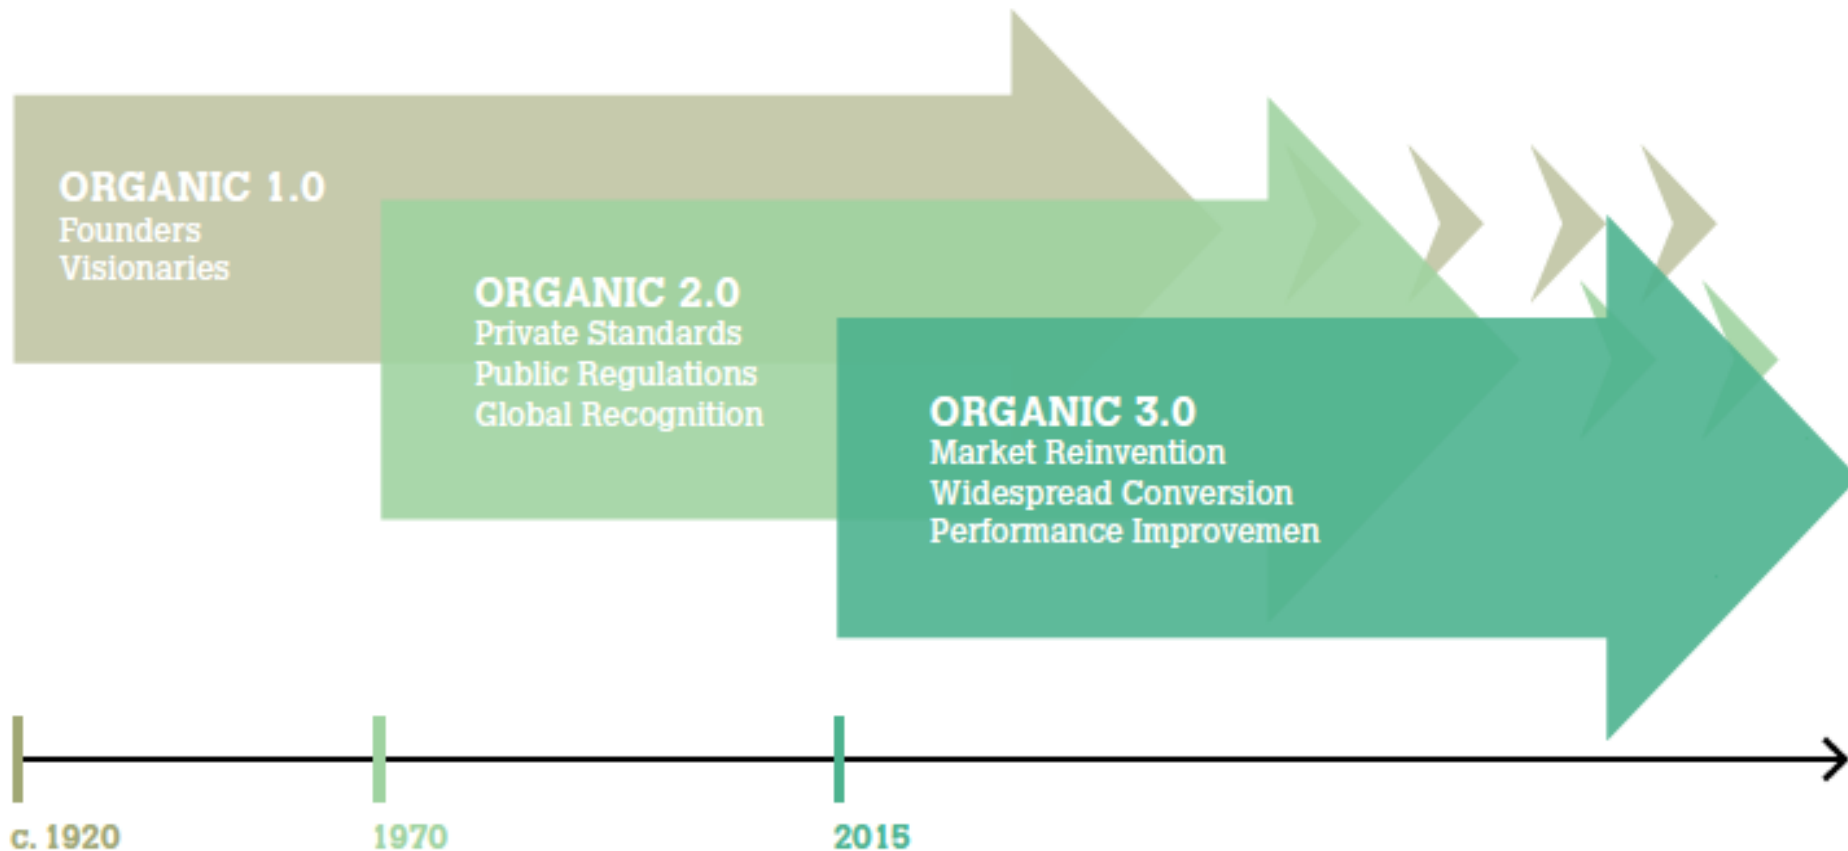 ORGANIC 1.0
Founders
Visionaries
ORGANIC 2.0
Private Standards
Public Regulations
Global Recognition
ORGANIC 3.0
Market Reinvention
Widespread Conversion
Performance Improvemen
c. 1920
1970
2015